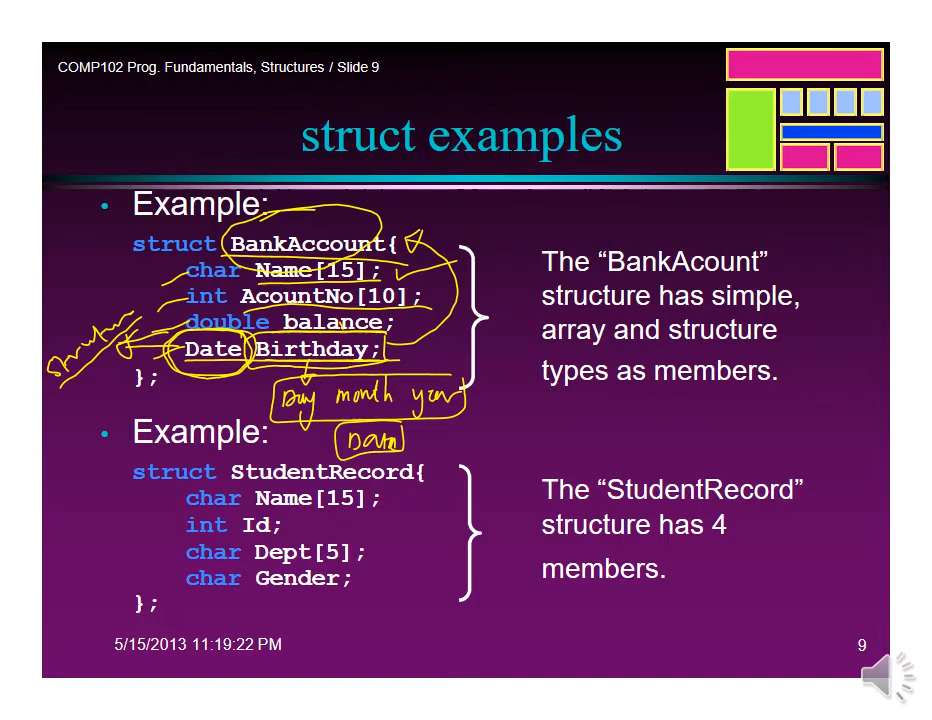 COMP102 Prog. Fundamentals, Structures / Slide 9
struct examples
• Example:
struct BankAccount{
char Name[15];
int AcountNo[10];
double balance;
Date Birthday;
};
structure
Day month year
Data
The “BankAcount”
structure has simple,
array and structure
types as members.
• Example:
struct StudentRecord{
char Name[15];
int Id;
char Dept[5];
char Gender;
};
The “StudentRecord”
structure has 4
members.
5/15/2013 11:19:22 PM
9